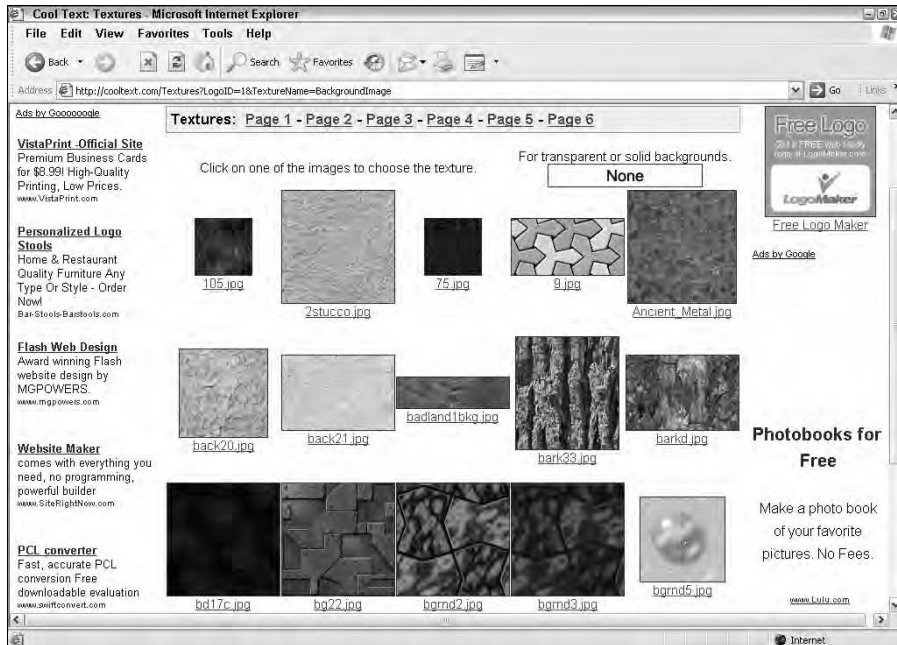 Cool Text: Textures - Microsoft Internet Explorer
File Edit View Favorites Tools Help
Back Search Favorites
Address http://cooltext.com/Textures?LogoID=1&TextureName=BackgroundImage Go Links
Ads by Goooooogle
VistaPrint -Official Site
Premium Business Cards
for $8.99! High-Quality
Printing, Low Prices.
www.VistaPrint.com
Personalized Logo
Stools
Home & Restaurant
Quality Furniture Any
Type Or Style - Order
Now!
Bar-Stools-Barstools.com
Flash Web Design
Award winning Flash
website design by
MGPOWERS.
www.mgpowers.com
Website Maker
comes with everything you
need, no programming,
powerful builder
www.SiteRightNow.com
PCL converter
Fast, accurate PCL
conversion Free
downloadable evaluation
www.swiftconvert.com
Textures: Page 1 - Page 2 - Page 3 - Page 4 - Page 5 - Page 6
Click on one of the images to choose the texture.
For transparent or solid backgrounds.
None
105.jpg
2stucco.jpg
75.jpg
9.jpg
Ancient_Metal.jpg
back20.jpg
back21.jpg
badland1bkg.jpg
bark33.jpg
barkd.jpg
bd17c.jpg
bg22.jpg
bgrnd2.jpg
bgrnd3.jpg
bgrnd5.jpg
Free Logo
LogoMaker
Free Logo Maker
Ads by Google
Photobooks for
Free
Make a photo book
of your favorite
pictures. No Fees.
www.Lulu.com
Internet